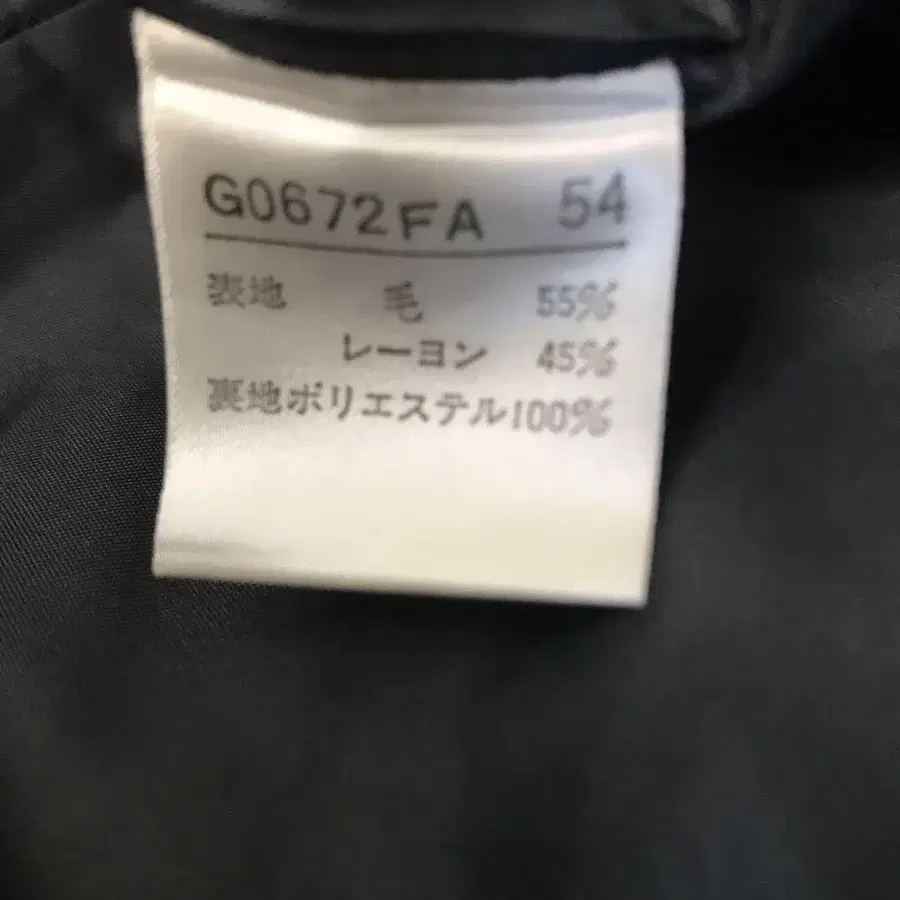 G0672FA 54
表地 毛 55%
レーヨン 45%
裏地ポリエステル100%